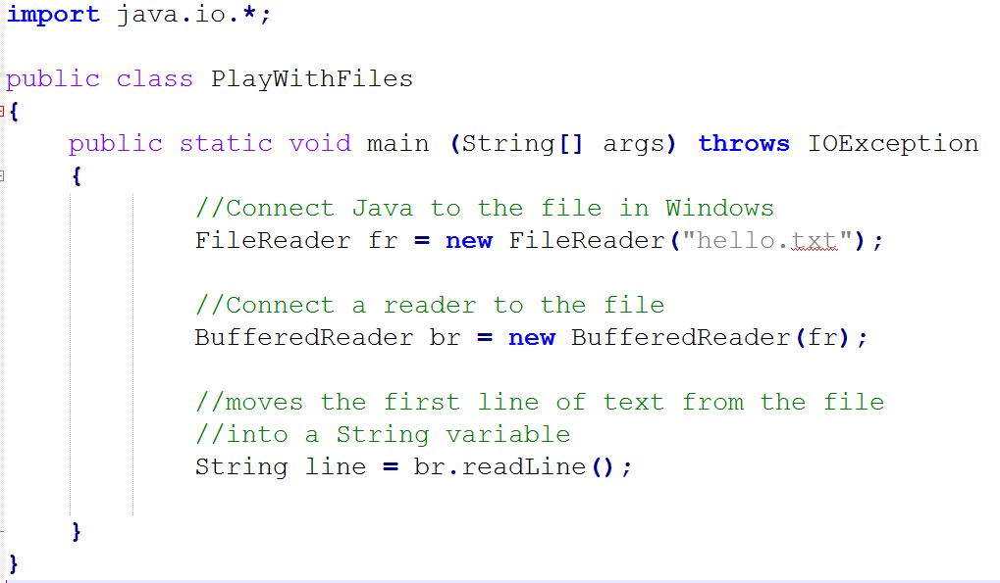 import java.io.*;
public class PlayWithFiles
{
public static void main (String[] args) throws IOException
{
//Connect Java to the file in Windows
FileReader fr = new FileReader("hello.txt");
//Connect a reader to the file
BufferedReader br = new BufferedReader(fr);
//moves the first line of text from the file
//into a String variable
String line = br.readLine();
}
}